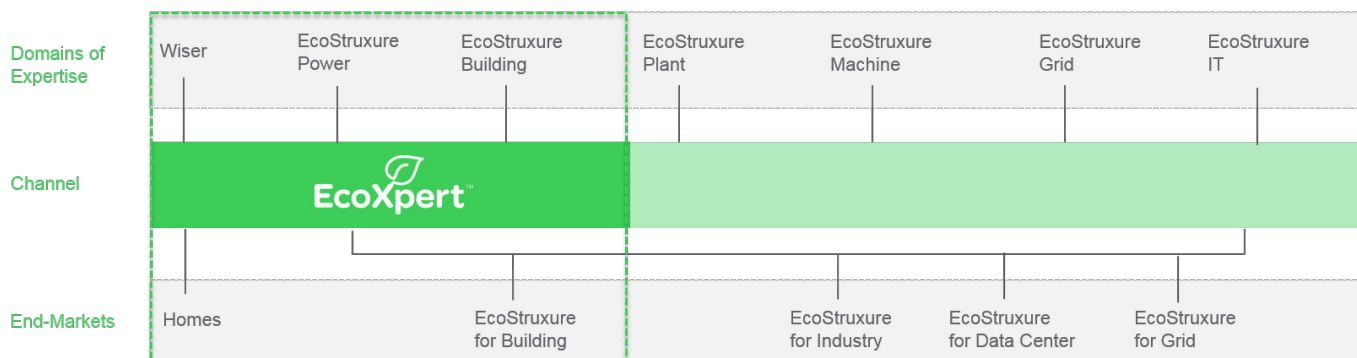 Domains of
Expertise
Wiser
EcoStruxure
Power
EcoStruxure
Building
EcoStruxure
Plant
EcoStruxure
Machine
EcoStruxure
Grid
EcoStruxure
IT
Channel
EcoXpert™
End-Markets
Homes
EcoStruxure
for Building
EcoStruxure
for Industry
EcoStruxure
for Data Center
EcoStruxure
for Grid